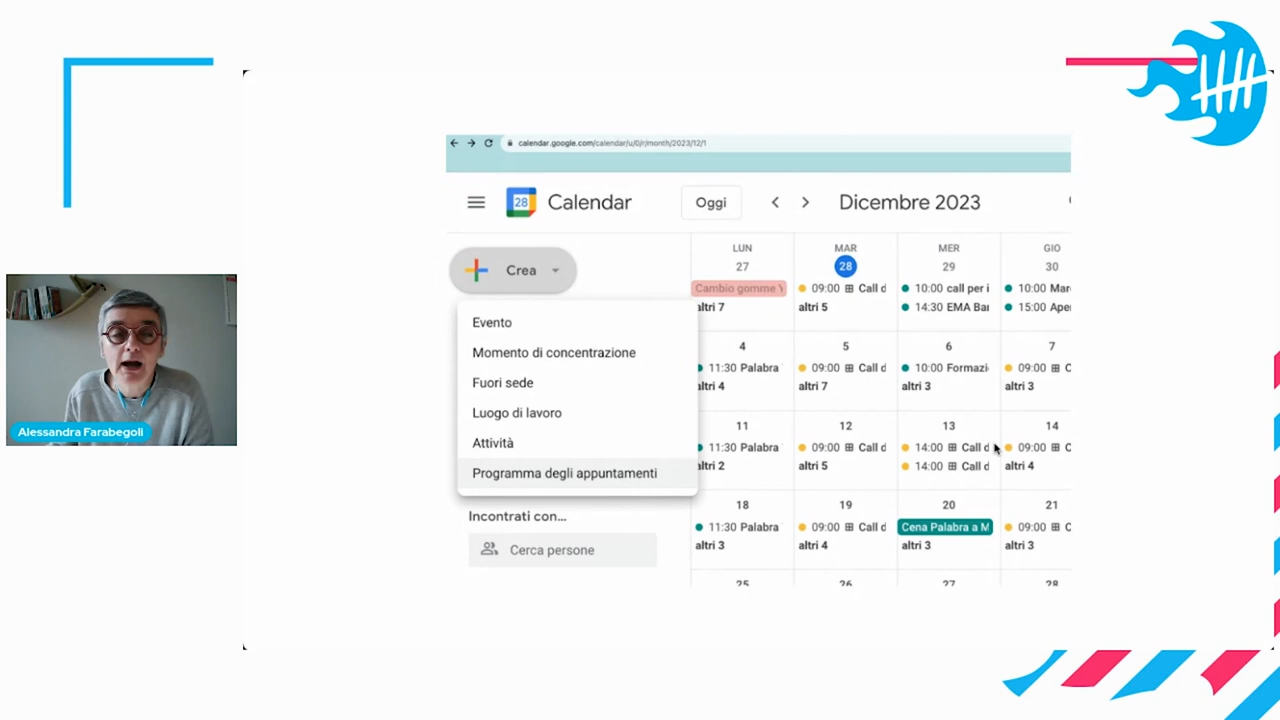 calendar.google.com/calendar/u/0/r/month/2023/12/1
28 Calendar Oggi Dicembre 2023
Crea
LUN MAR MER GIO
27 28 29 30
Cambio gomme
09:00 Call d
10:00 call per i
10:00 Mar
altri 7
altri 5
14:30 EMA Bar
15:00 Ape
Evento
Momento di concentrazione
Fuori sede
Luogo di lavoro
Attività
Programma degli appuntamenti
4 5 6 7
11:30 Palabra
09:00 Call d
10:00 Formazi
09:00 C
altri 4
altri 7
altri 3
altri 3
11 12 13 14
11:30 Palabra
09:00 Call d
14:00 Call d
09:00 C
altri 2
altri 5
14:00 Call d
altri 4
18 19 20 21
11:30 Palabra
09:00 Call d
Cena Palabra a M
09:00 C
altri 3
altri 4
altri 3
altri 3
25 26 27 28
Incontrati con...
Cerca persone
Alessandra Farabegoli